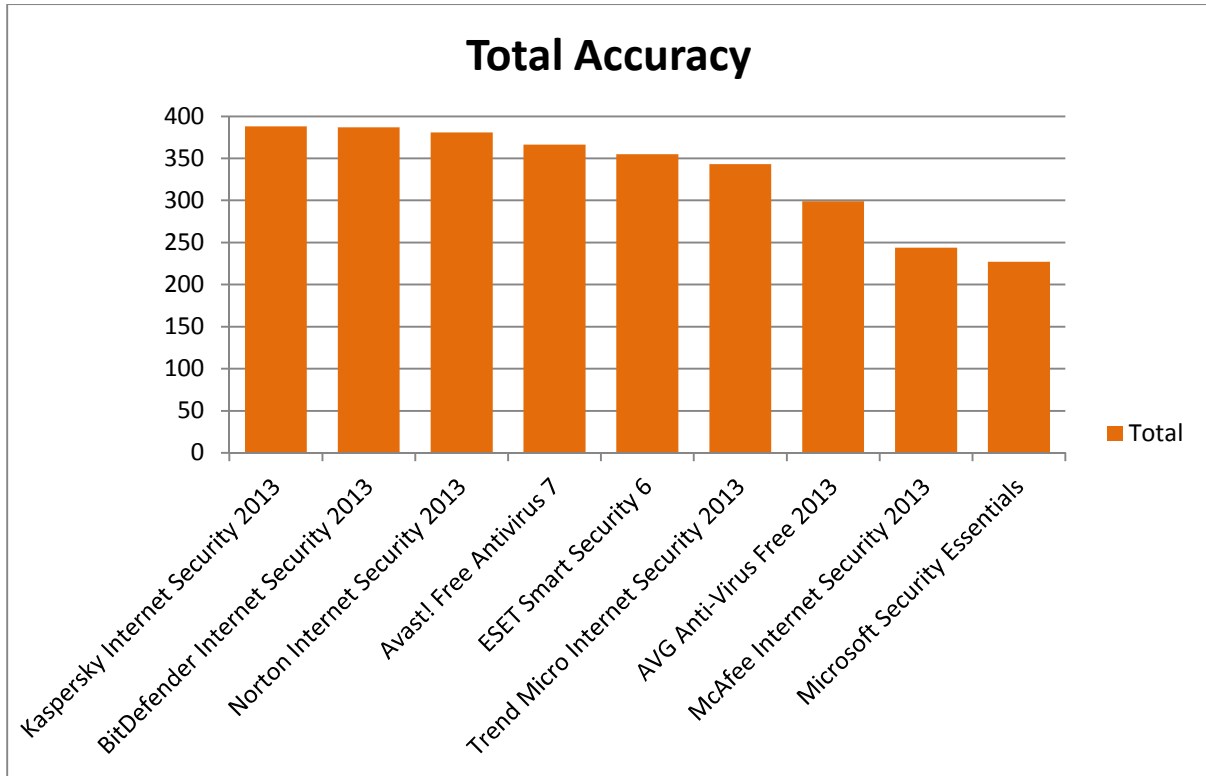 Total Accuracy
400
350
300
250
200
150
100
50
0
Total
Kaspersky Internet Security 2013
BitDefender Internet Security 2013
Norton Internet Security 2013
Avast! Free Antivirus 7
ESET Smart Security 6
Trend Micro Internet Security 2013
AVG Anti-Virus Free 2013
McAfee Internet Security 2013
Microsoft Security Essentials